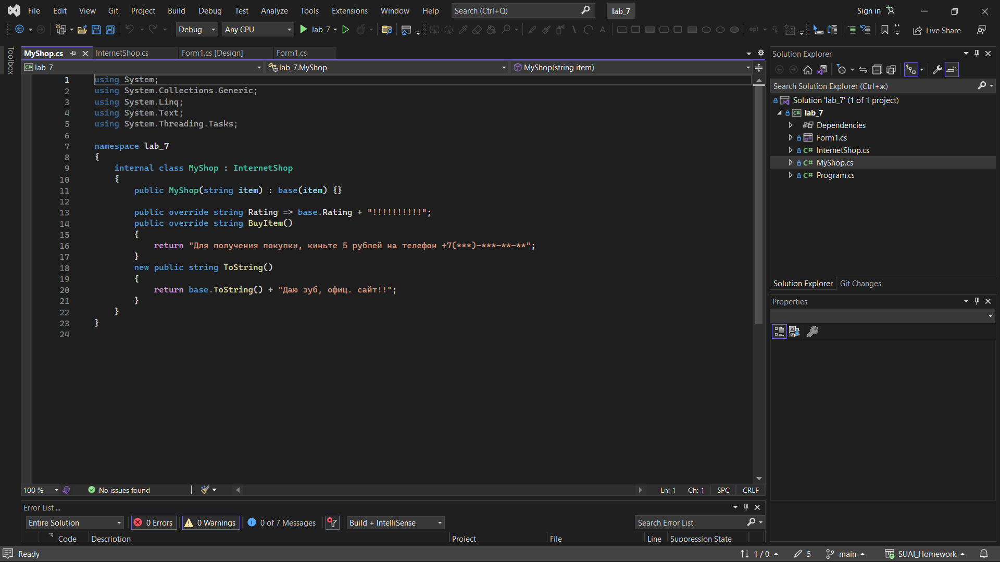 File Edit View Git Project Build Debug Test Analyze Tools Extensions Window Help Search (Ctrl+Q) lab_7 Sign in
Debug Any CPU lab_7 opt Live Share
Toolbox
MyShop.cs InternetShop.cs Form1.cs [Design] Form1.cs
lab_7 lab_7.MyShop MyShop(string item)
1 using System;
2 using System.Collections.Generic;
3 using System.Linq;
4 using System.Text;
5 using System.Threading.Tasks;
6
7 namespace lab_7
8 {
9 internal class MyShop : InternetShop
10 {
11 public MyShop(string item) : base(item) {}
12
13 public override string Rating => base.Rating + "!!!!!!!!!!";
14 public override string BuyItem()
15 {
16 return "Для получения покупки, киньте 5 рублей на телефон +7(***)-***-**-**";
17 }
18 new public string ToString()
19 {
20 return base.ToString() + "Даю зуб, офиц. сайт!!";
21 }
22 }
23 }
24
100 % No issues found Ln: 1 Ch: 1 SPC CRLF
Error List ...
Entire Solution 0 Errors 0 Warnings 0 of 7 Messages Build + IntelliSense Search Error List
Code Description Project File Line Suppression State
Solution Explorer
Search Solution Explorer (Ctrl+ж)
Solution 'lab_7' (1 of 1 project)
lab_7
Dependencies
Form1.cs
InternetShop.cs
MyShop.cs
Program.cs
Solution Explorer Git Changes
Properties
Ready 1 / 0 5 main SUAI_Homework